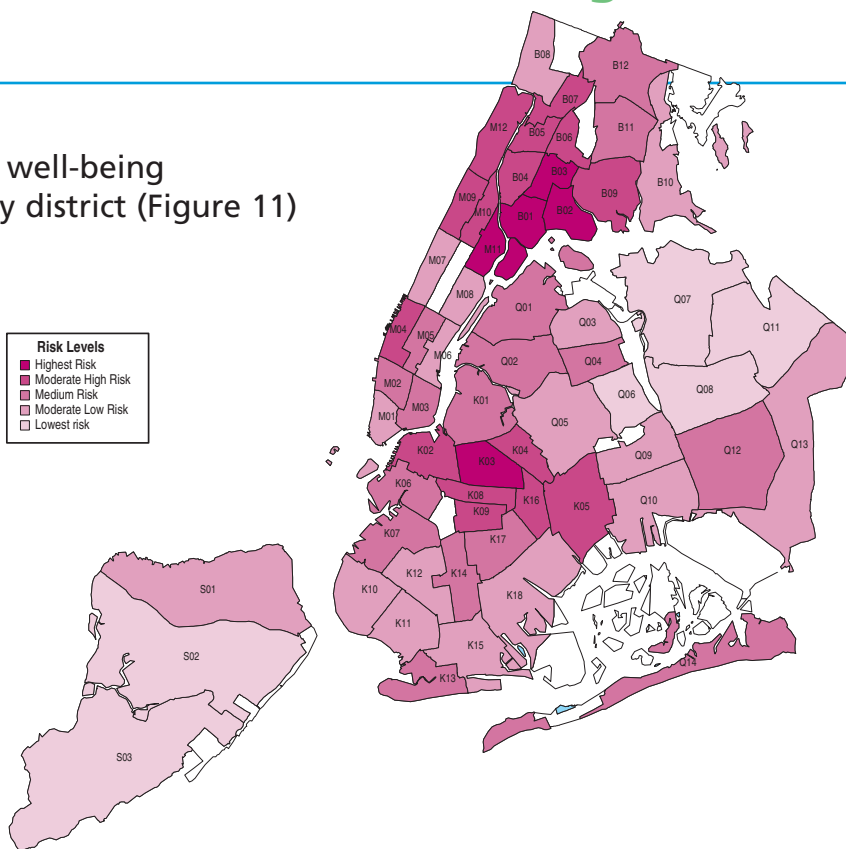 well-being
y district (Figure 11)
Risk Levels
Highest Risk
Moderate High Risk
Medium Risk
Moderate Low Risk
Lowest risk
B08
B12
B07
M12
B05
B06
B11
B03
B04
B10
B09
M09
M10
B02
B01
M11
M07
M08
Q07
Q01
Q03
Q11
M04
M05
M06
Q02
Q04
Q08
Q06
M02
M03
K01
M01
Q05
K02
K04
Q12
Q13
K03
Q09
K06
K08
K16
K05
Q10
K09
K07
K17
K12
K14
K10
K18
K11
K15
S01
S02
Q14
K13
S03